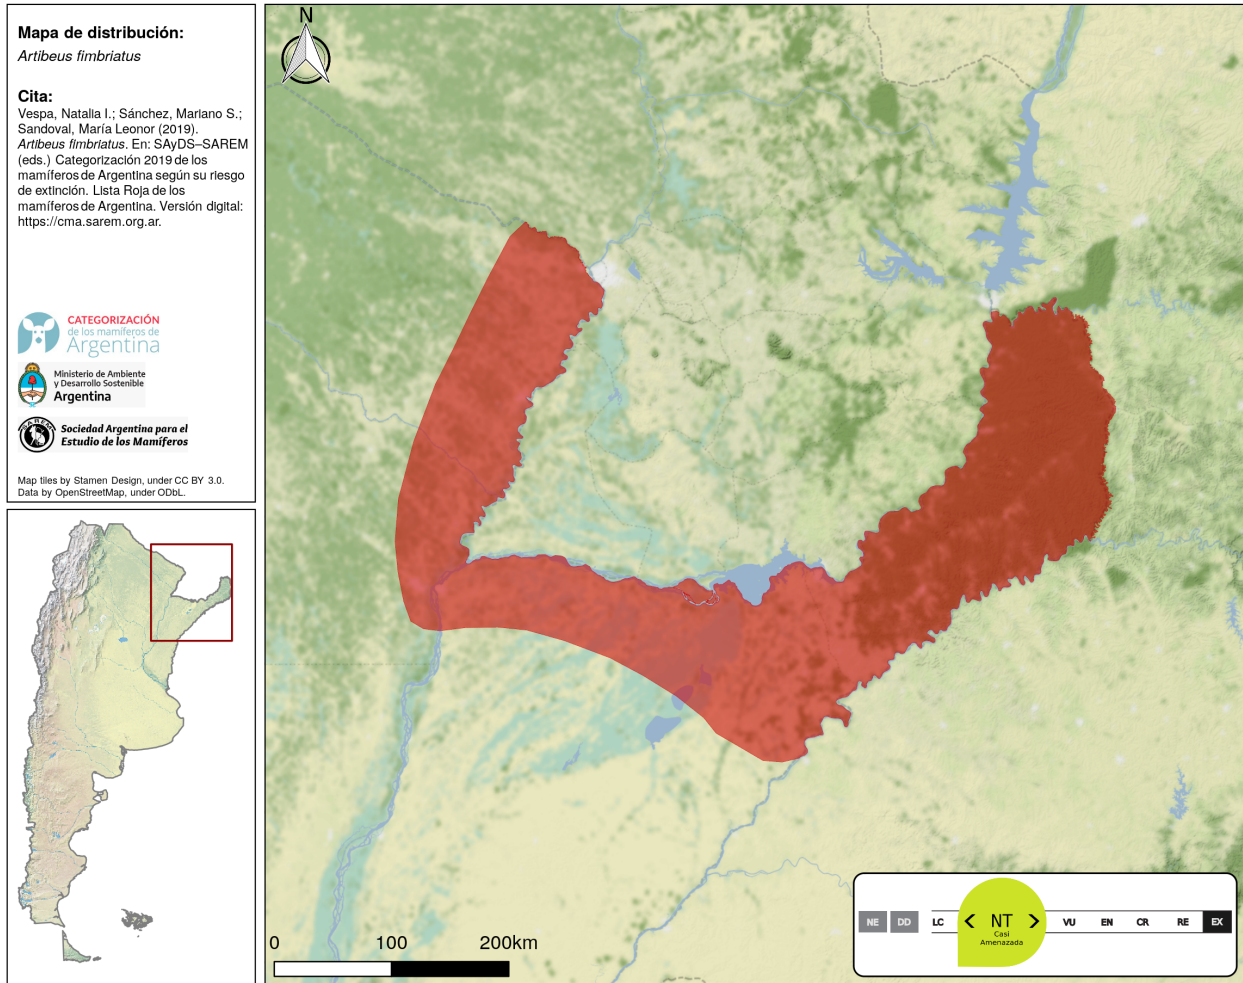 Mapa de distribución:
Artibeus fimbriatus
Cita:
Vespa, Natalia I.; Sánchez, Mariano S.;
Sandoval, María Leonor (2019).
Artibeus fimbriatus. En: SAyDS–SAREM
(eds.) Categorización 2019 de los
mamíferos de Argentina según su riesgo
de extinción. Lista Roja de los
mamíferos de Argentina. Versión digital:
https://cma.sarem.org.ar.
CATEGORIZACIÓN
de los mamíferos de
Argentina
Ministerio de Ambiente
y Desarrollo Sostenible
Argentina
SAREM
Sociedad Argentina para el
Estudio de los Mamíferos
Map tiles by Stamen Design, under CC BY 3.0.
Data by OpenStreetMap, under ODbL.
N
0 100 200km
NE DD LC < NT > VU EN CR RE EX
Casi
Amenazada